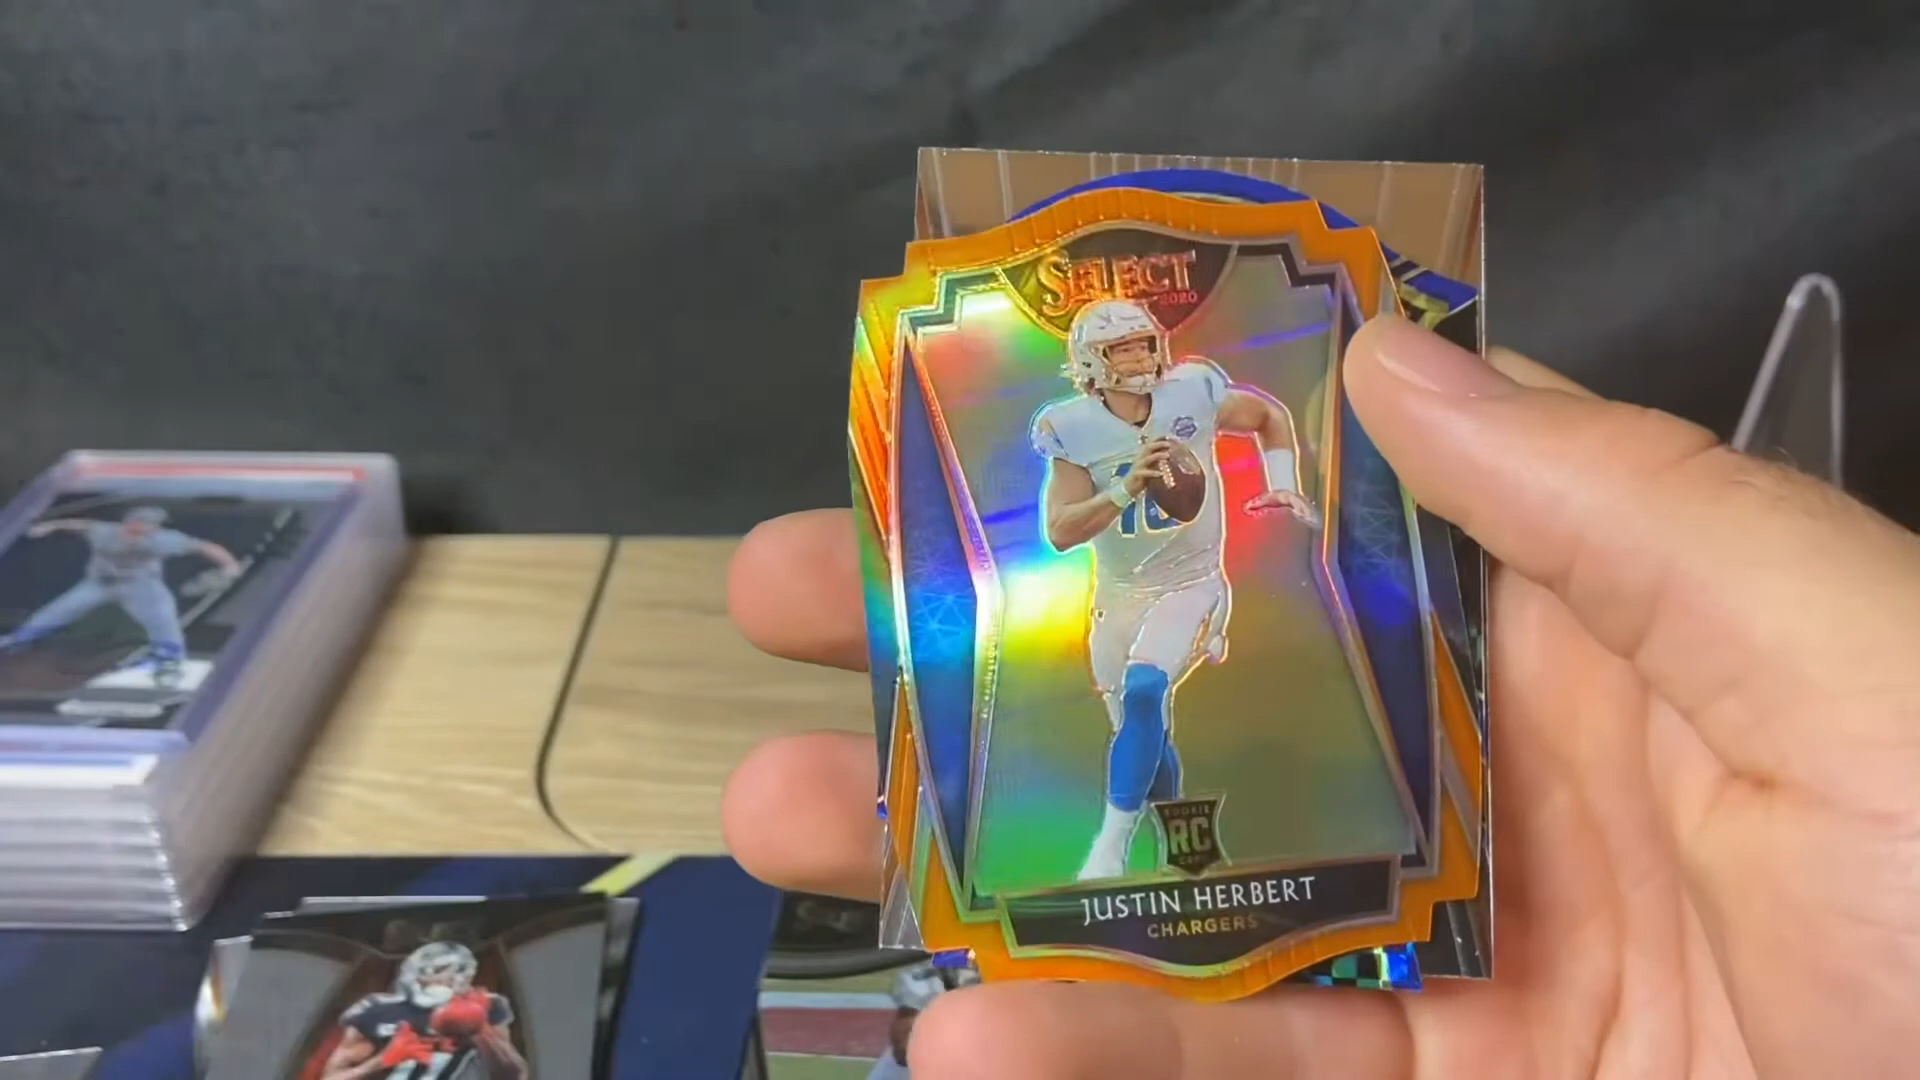 SELECT
2020
ROOKIE
RC
CARD
JUSTIN HERBERT
CHARGERS